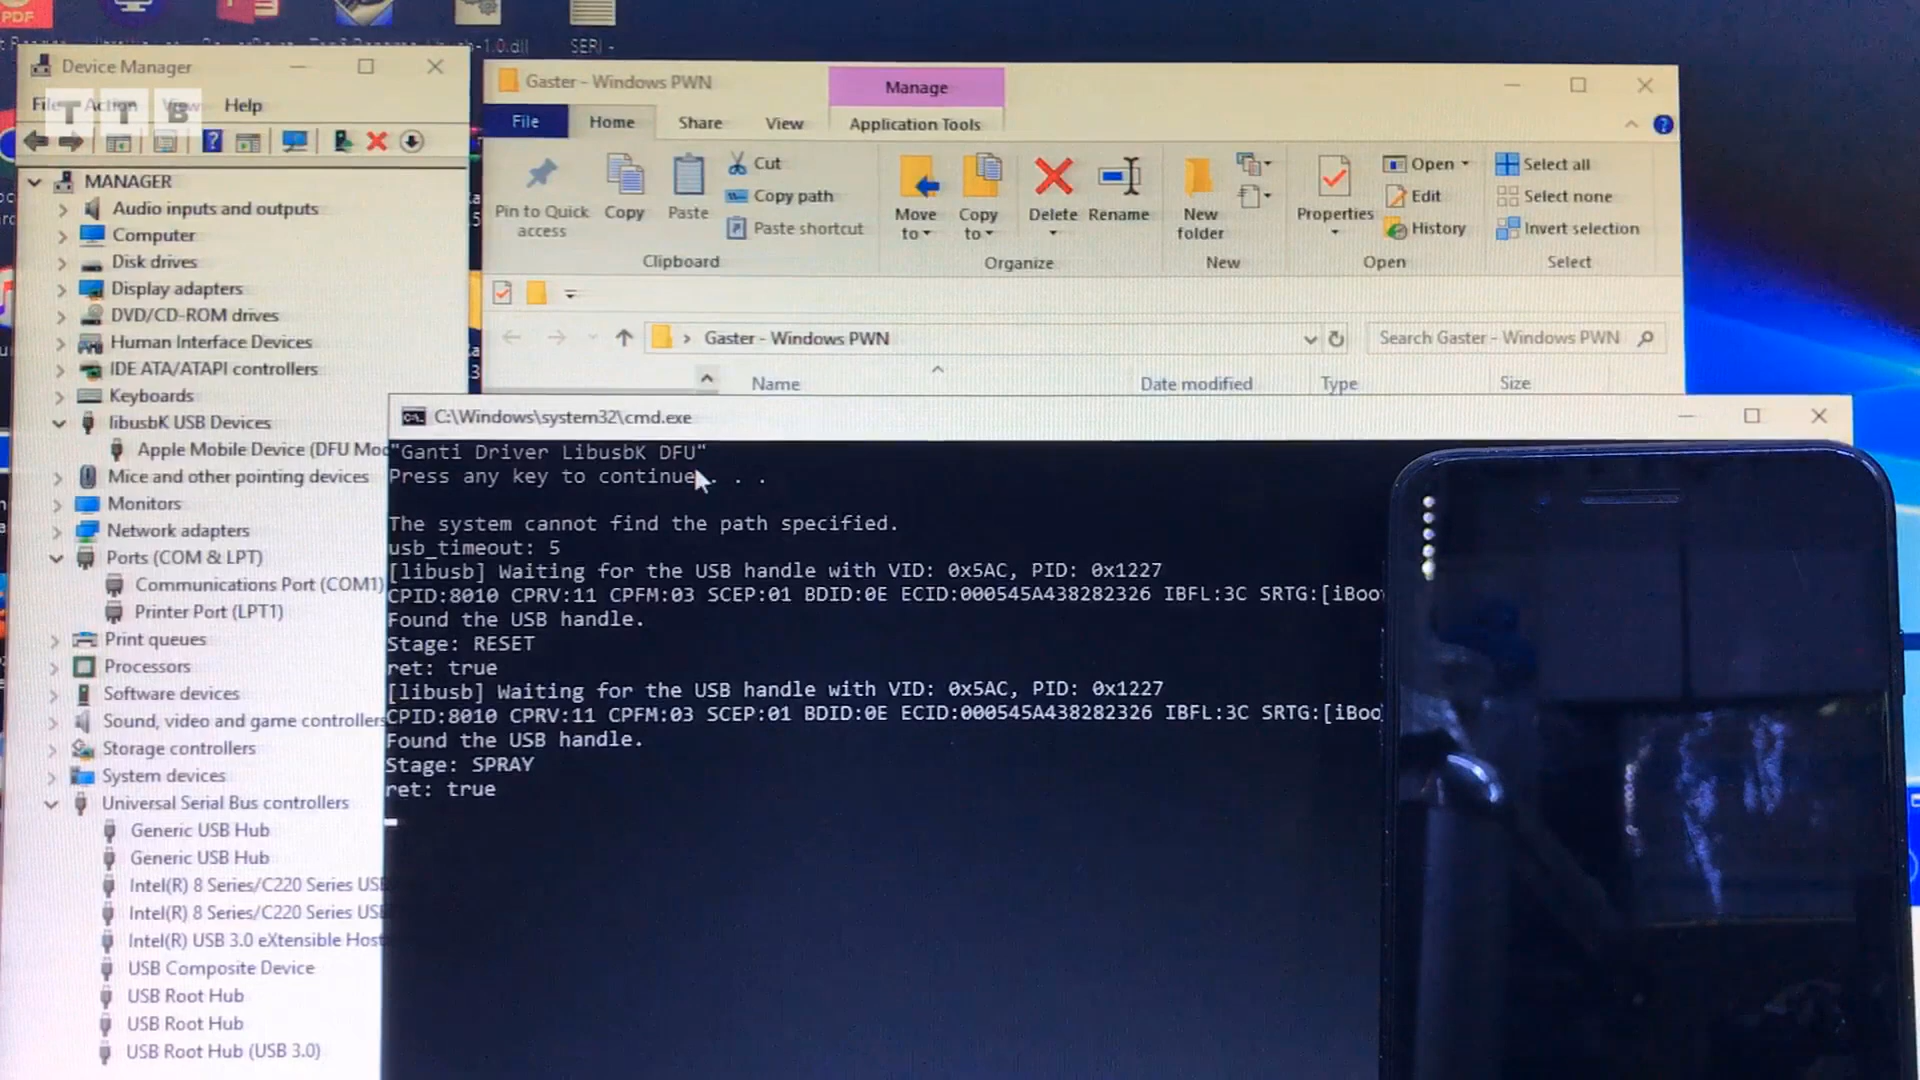 PDF
-1.0.dll
SERI -
Device Manager
File Action View Help
TTB
MANAGER
Audio inputs and outputs
Computer
Disk drives
Display adapters
DVD/CD-ROM drives
Human Interface Devices
IDE ATA/ATAPI controllers
Keyboards
libusbK USB Devices
Apple Mobile Device (DFU Mod
Mice and other pointing devices
Monitors
Network adapters
Ports (COM & LPT)
Communications Port (COM1)
Printer Port (LPT1)
Print queues
Processors
Software devices
Sound, video and game controllers
Storage controllers
System devices
Universal Serial Bus controllers
Generic USB Hub
Generic USB Hub
Intel(R) 8 Series/C220 Series USB
Intel(R) 8 Series/C220 Series USB
Intel(R) USB 3.0 eXtensible Host
USB Composite Device
USB Root Hub
USB Root Hub
USB Root Hub (USB 3.0)
Gaster - Windows PWN
Manage
File Home Share View Application Tools
Pin to Quick access
Copy
Paste
Cut
Copy path
Paste shortcut
Clipboard
Move to
Copy to
Delete
Rename
Organize
New folder
New
Properties
Open
Edit
History
Open
Select all
Select none
Invert selection
Select
Gaster - Windows PWN
Search Gaster - Windows PWN
Name Date modified Type Size
C:\Windows\system32\cmd.exe
"Ganti Driver LibusbK DFU"
Press any key to continue . . .
The system cannot find the path specified.
usb_timeout: 5
[libusb] Waiting for the USB handle with VID: 0x5AC, PID: 0x1227
CPID:8010 CPRV:11 CPFM:03 SCEP:01 BDID:0E ECID:000545A438282326 IBFL:3C SRTG:[iBoo
Found the USB handle.
Stage: RESET
ret: true
[libusb] Waiting for the USB handle with VID: 0x5AC, PID: 0x1227
CPID:8010 CPRV:11 CPFM:03 SCEP:01 BDID:0E ECID:000545A438282326 IBFL:3C SRTG:[iBoo
Found the USB handle.
Stage: SPRAY
ret: true